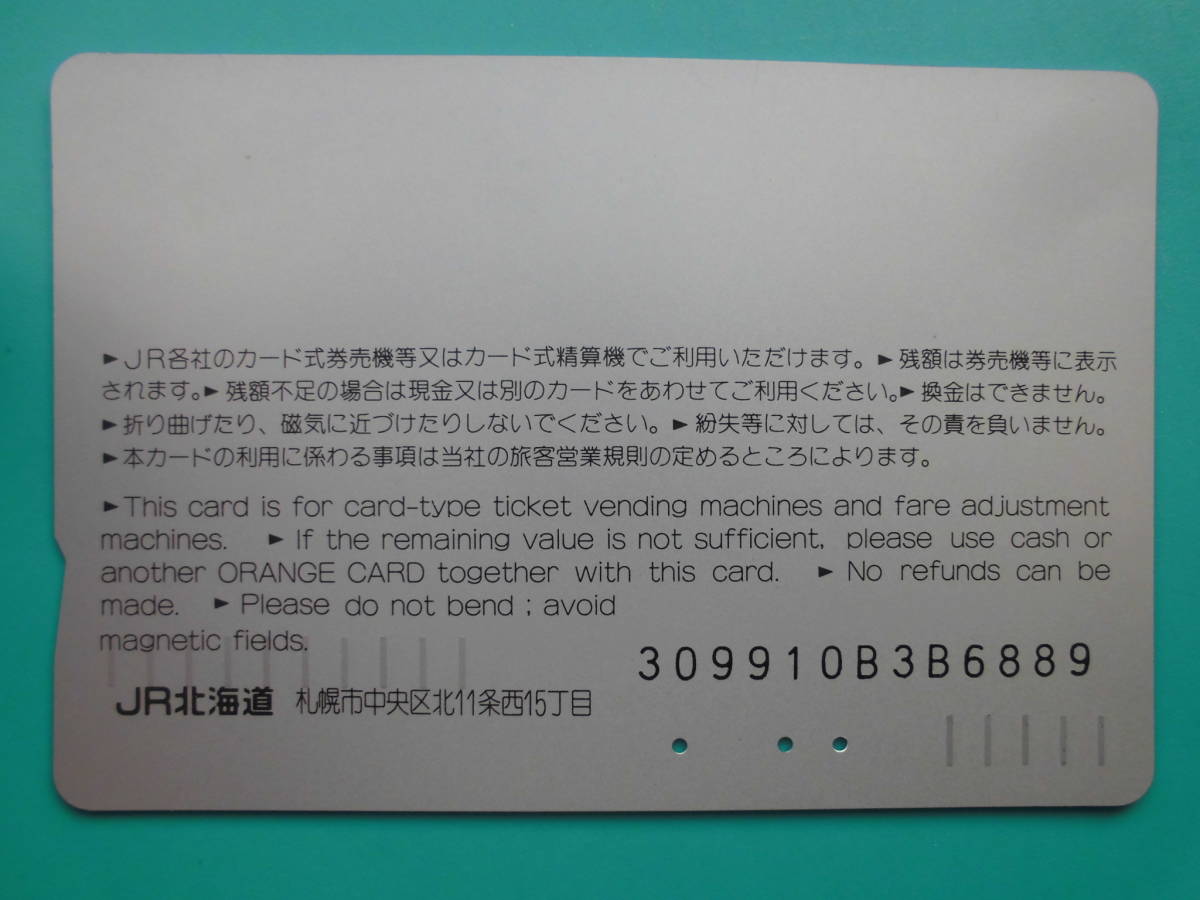 ►JR各社のカード式券売機等又はカード式精算機でご利用いただけます。►残額は券売機等に表示
されます。►残額不足の場合は現金又は別のカードをあわせてご利用ください。►換金はできません。
►折り曲げたり、磁気に近づけたりしないでください。►紛失等に対しては、その責を負いません。
►本カードの利用に係わる事項は当社の旅客営業規則の定めるところによります。
►This card is for card-type ticket vending machines and fare adjustment
machines. ►If the remaining value is not sufficient, please use cash or
another ORANGE CARD together with this card. ►No refunds can be
made. ►Please do not bend ; avoid
magnetic fields.
309910B3B6889
JR北海道 札幌市中央区北11条西15丁目